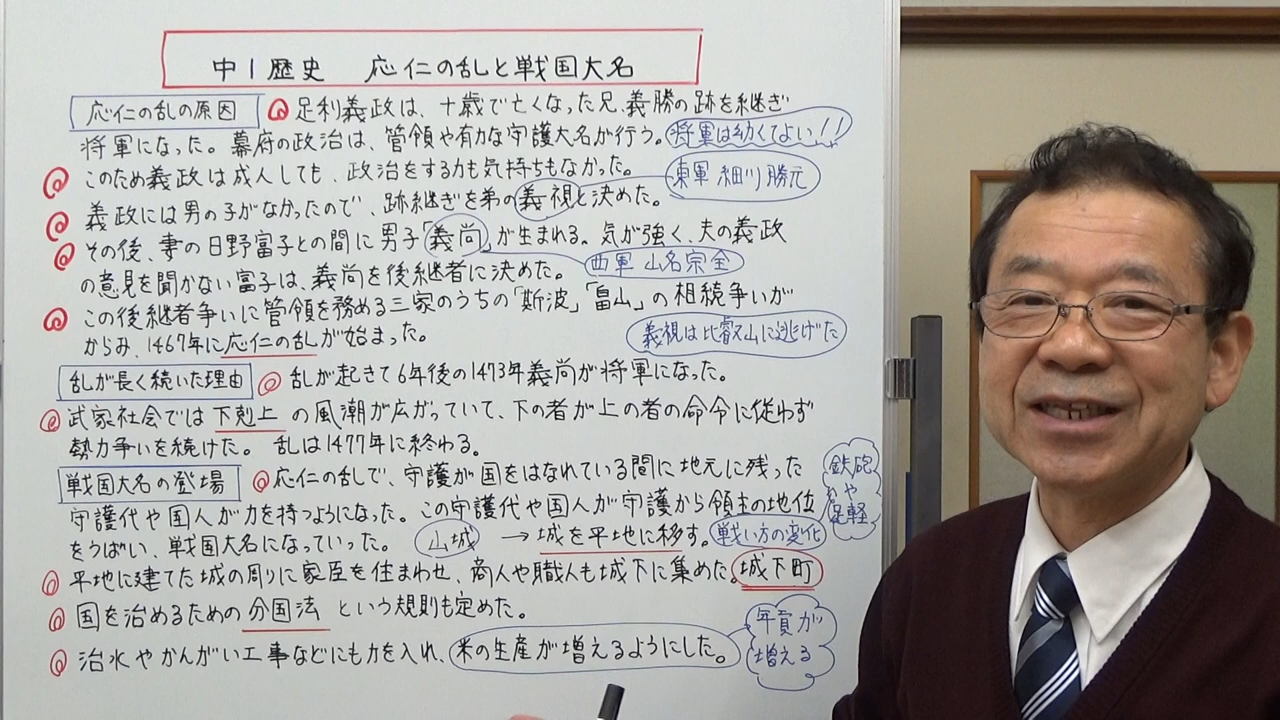 中1歴史 応仁の乱と戦国大名
応仁の乱の原因 足利義政は、十歳で亡くなった兄義勝の跡を継ぎ
将軍になった。幕府の政治は、管領や有力な守護大名が行う。将軍は幼くてよい!!
このため義政は成人しても、政治をする力も気持ちもなかった。
東軍 細川勝元
義政には男の子がなかったので、跡継ぎを弟の義視と決めた。
その後、妻の日野富子との間に男子「義尚」が生まれる。気が強く、夫の義政
の意見を聞かない富子は、義尚を後継者に決めた。
西軍 山名宗全
この後継者争いに管領を務める三家のうちの「斯波」「畠山」の相続争いが
からみ、1467年に応仁の乱が始まった。
義視は比叡山に逃げた
乱が長く続いた理由 乱が起きて6年後の1473年義尚が将軍になった。
武家社会では下剋上の風潮が広がっていて、下の者が上の者の命令に従わず
勢力争いを続けた。乱は1477年に終わる。
戦国大名の登場 応仁の乱で、守護が国をはなれている間に地元に残った
守護代や国人が力を持つようになった。この守護代や国人が守護から領主の地位
をうばい、戦国大名になっていった。 山城 →城を平地に移す。戦い方の変化
鉄砲
や
足軽
平地に建てた城の周りに家臣を住まわせ、商人や職人も城下に集めた。城下町
国を治めるための分国法という規則も定めた。
治水やかんがい工事などにも力を入れ、米の生産が増えるようにした。
年貢が
増える